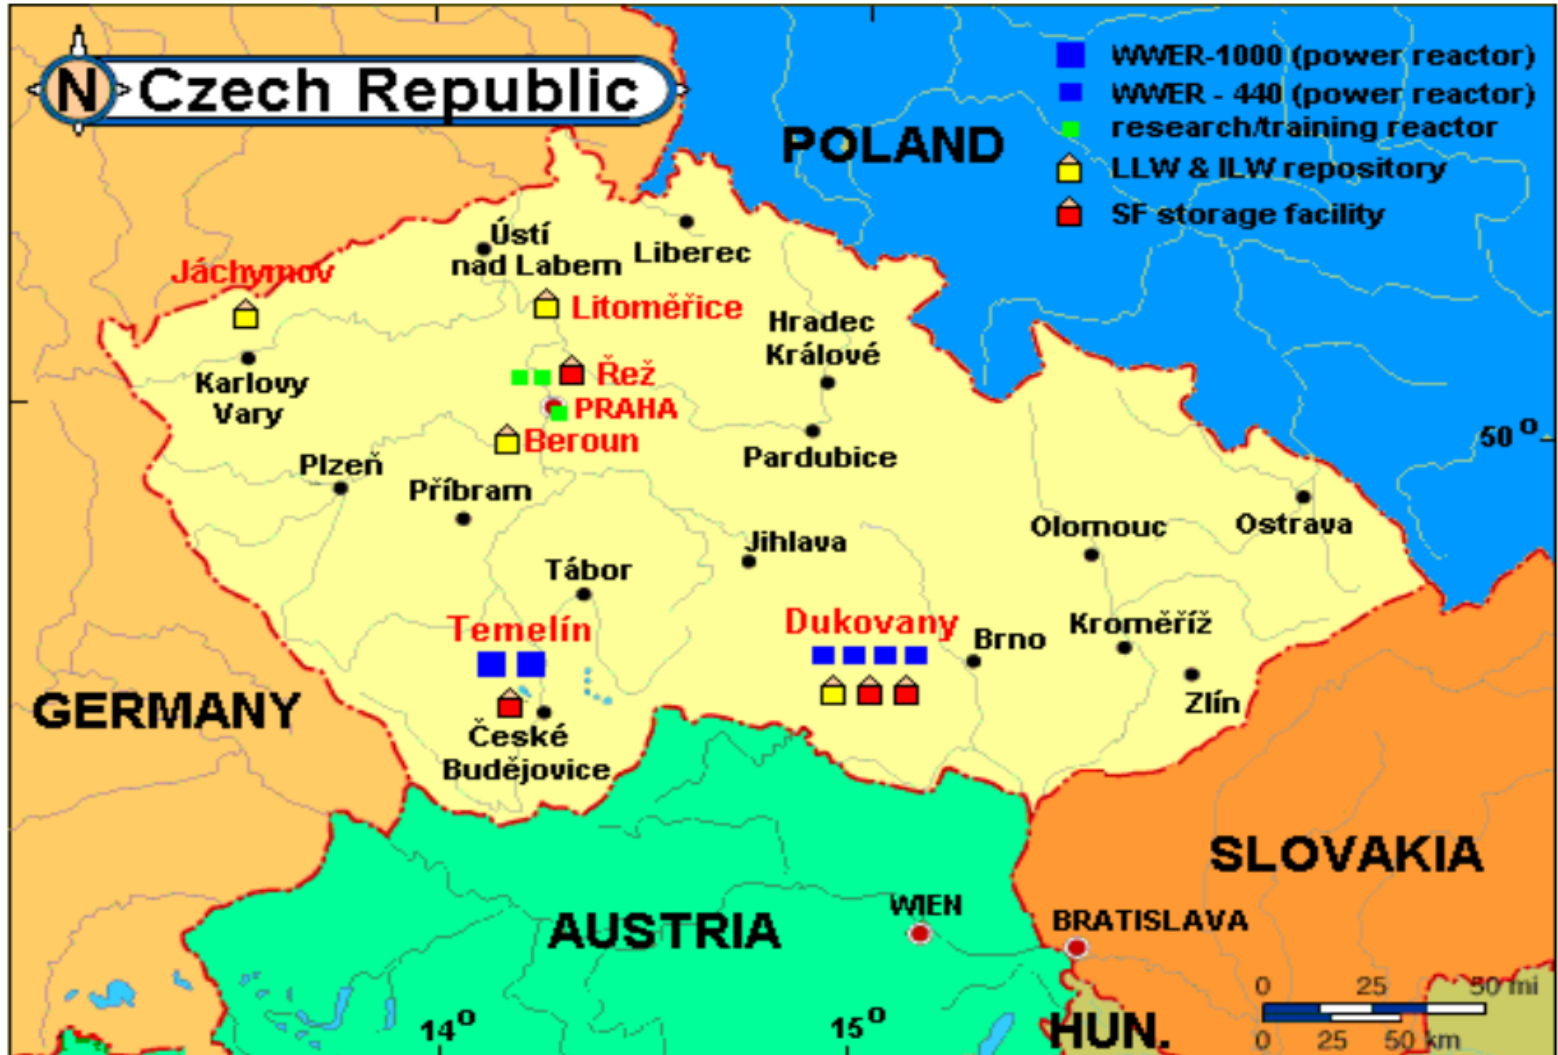 N Czech Republic
WWER-1000 (power reactor)
WWER - 440 (power reactor)
research/training reactor
LLW & ILW repository
SF storage facility
POLAND
Ústí
nad Labem
Liberec
Jáchymov
Litoměřice
Hradec
Králové
Karlovy
Vary
Řež
PRAHA
Beroun
Pardubice
50 o
Plzeň
Příbram
Jihlava
Olomouc
Ostrava
Tábor
Temelín
Dukovany
Brno
Kroměříž
Zlín
GERMANY
České
Budějovice
SLOVAKIA
AUSTRIA
WIEN
BRATISLAVA
0 25 50 mi
0 25 50 km
14 o
15 o
HUN.